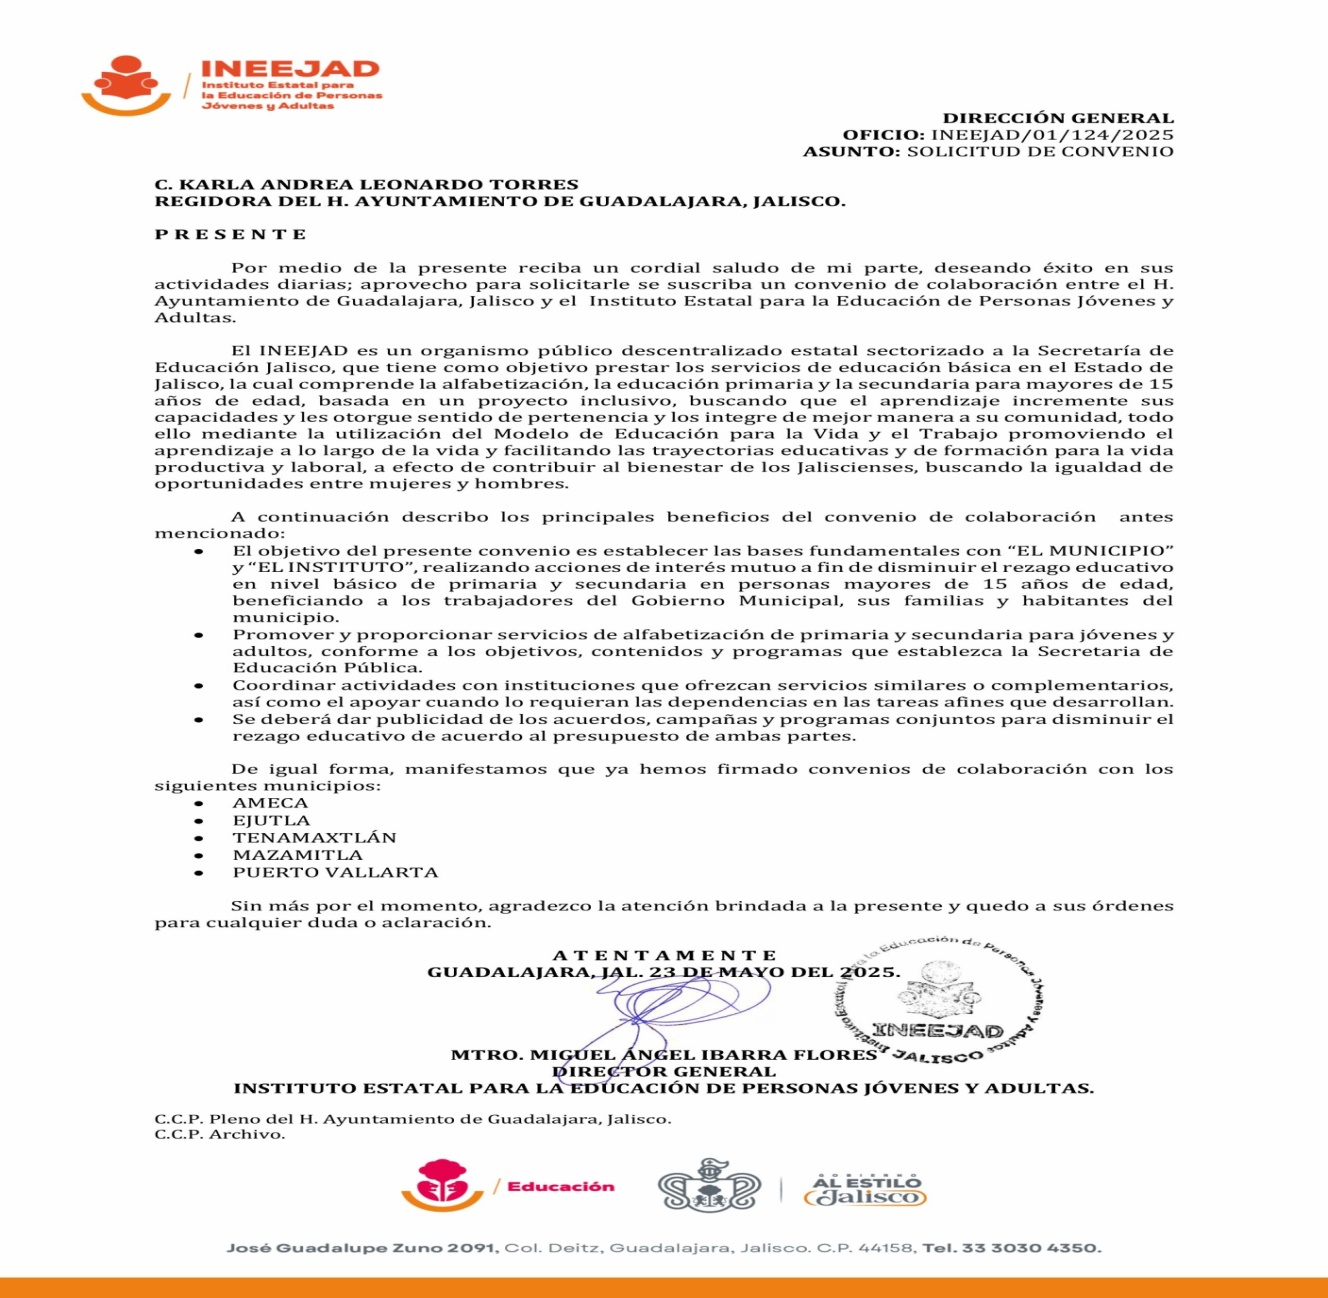 INEEJAD
Instituto Estatal para
la Educación de Personas
Jóvenes y Adultas
DIRECCIÓN GENERAL
OFICIO: INEEJAD/01/124/2025
ASUNTO: SOLICITUD DE CONVENIO
C. KARLA ANDREA LEONARDO TORRES
REGIDORA DEL H. AYUNTAMIENTO DE GUADALAJARA, JALISCO.
P R E S E N T E
Por medio de la presente reciba un cordial saludo de mi parte, deseando éxito en sus
actividades diarias; aprovecho para solicitarle se suscriba un convenio de colaboración entre el H.
Ayuntamiento de Guadalajara, Jalisco y el Instituto Estatal para la Educación de Personas Jóvenes y
Adultas.
El INEEJAD es un organismo público descentralizado estatal sectorizado a la Secretaría de
Educación Jalisco, que tiene como objetivo prestar los servicios de educación básica en el Estado de
Jalisco, la cual comprende la alfabetización, la educación primaria y la secundaria para mayores de 15
años de edad, basada en un proyecto inclusivo, buscando que el aprendizaje incremente sus
capacidades y les otorgue sentido de pertenencia y los integre de mejor manera a su comunidad, todo
ello mediante la utilización del Modelo de Educación para la Vida y el Trabajo promoviendo el
aprendizaje a lo largo de la vida y facilitando las trayectorias educativas y de formación para la vida
productiva y laboral, a efecto de contribuir al bienestar de los Jaliscienses, buscando la igualdad de
oportunidades entre mujeres y hombres.
A continuación describo los principales beneficios del convenio de colaboración antes
mencionado:
• El objetivo del presente convenio es establecer las bases fundamentales con “EL MUNICIPIO”
y “EL INSTITUTO”, realizando acciones de interés mutuo a fin de disminuir el rezago educativo
en nivel básico de primaria y secundaria en personas mayores de 15 años de edad,
beneficiando a los trabajadores del Gobierno Municipal, sus familias y habitantes del
municipio.
• Promover y proporcionar servicios de alfabetización de primaria y secundaria para jóvenes y
adultos, conforme a los objetivos, contenidos y programas que establezca la Secretaria de
Educación Pública.
• Coordinar actividades con instituciones que ofrezcan servicios similares o complementarios,
así como el apoyar cuando lo requieran las dependencias en las tareas afines que desarrollan.
• Se deberá dar publicidad de los acuerdos, campañas y programas conjuntos para disminuir el
rezago educativo de acuerdo al presupuesto de ambas partes.
De igual forma, manifestamos que ya hemos firmado convenios de colaboración con los
siguientes municipios:
• AMECA
• EJUTLA
• TENAMAXTLÁN
• MAZAMITLA
• PUERTO VALLARTA
Sin más por el momento, agradezco la atención brindada a la presente y quedo a sus órdenes
para cualquier duda o aclaración.
A T E N T A M E N T E
GUADALAJARA, JAL. 23 DE MAYO DEL 2025.
Instituto Estatal para la Educación de Personas Jóvenes y Adultas
INEEJAD
JALISCO
MTRO. MIGUEL ÁNGEL IBARRA FLORES
DIRECTOR GENERAL
INSTITUTO ESTATAL PARA LA EDUCACIÓN DE PERSONAS JÓVENES Y ADULTAS.
C.C.P. Pleno del H. Ayuntamiento de Guadalajara, Jalisco.
C.C.P. Archivo.
Educación
GOBIERNO
AL ESTILO
Jalisco
José Guadalupe Zuno 2091, Col. Deitz, Guadalajara, Jalisco. C.P. 44158, Tel. 33 3030 4350.